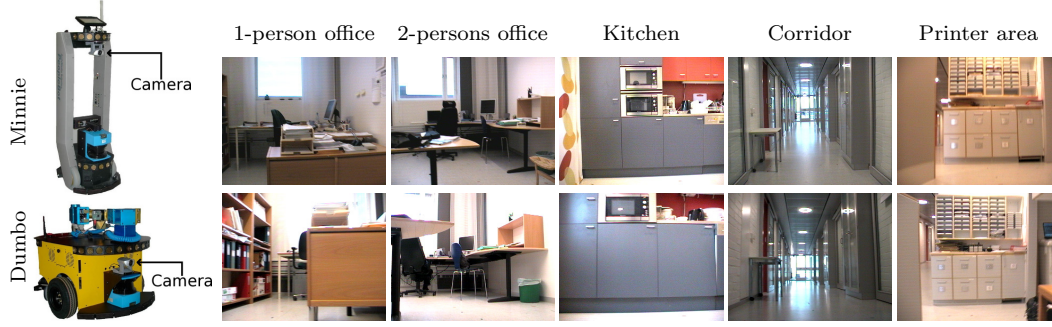 1-person office
2-persons office
Kitchen
Corridor
Printer area
Minnie
Camera
Dumbo
Camera